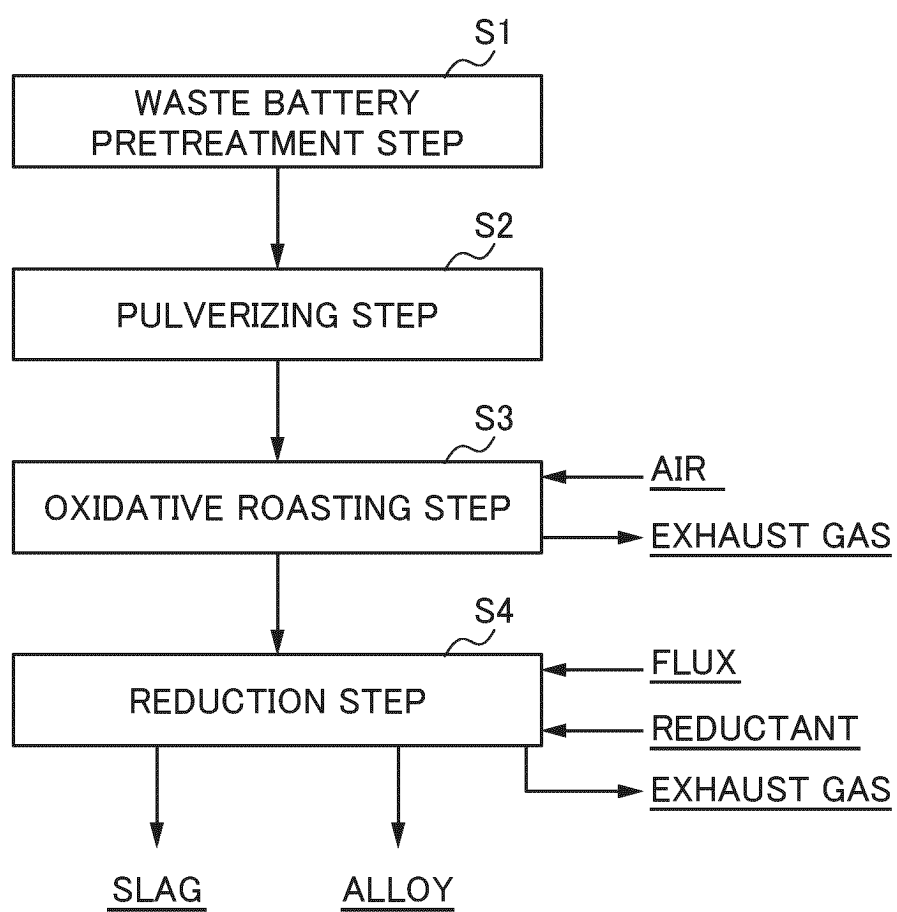 S1
WASTE BATTERY
PRETREATMENT STEP
S2
PULVERIZING STEP
S3
OXIDATIVE ROASTING STEP
AIR
EXHAUST GAS
S4
REDUCTION STEP
FLUX
REDUCTANT
EXHAUST GAS
SLAG
ALLOY